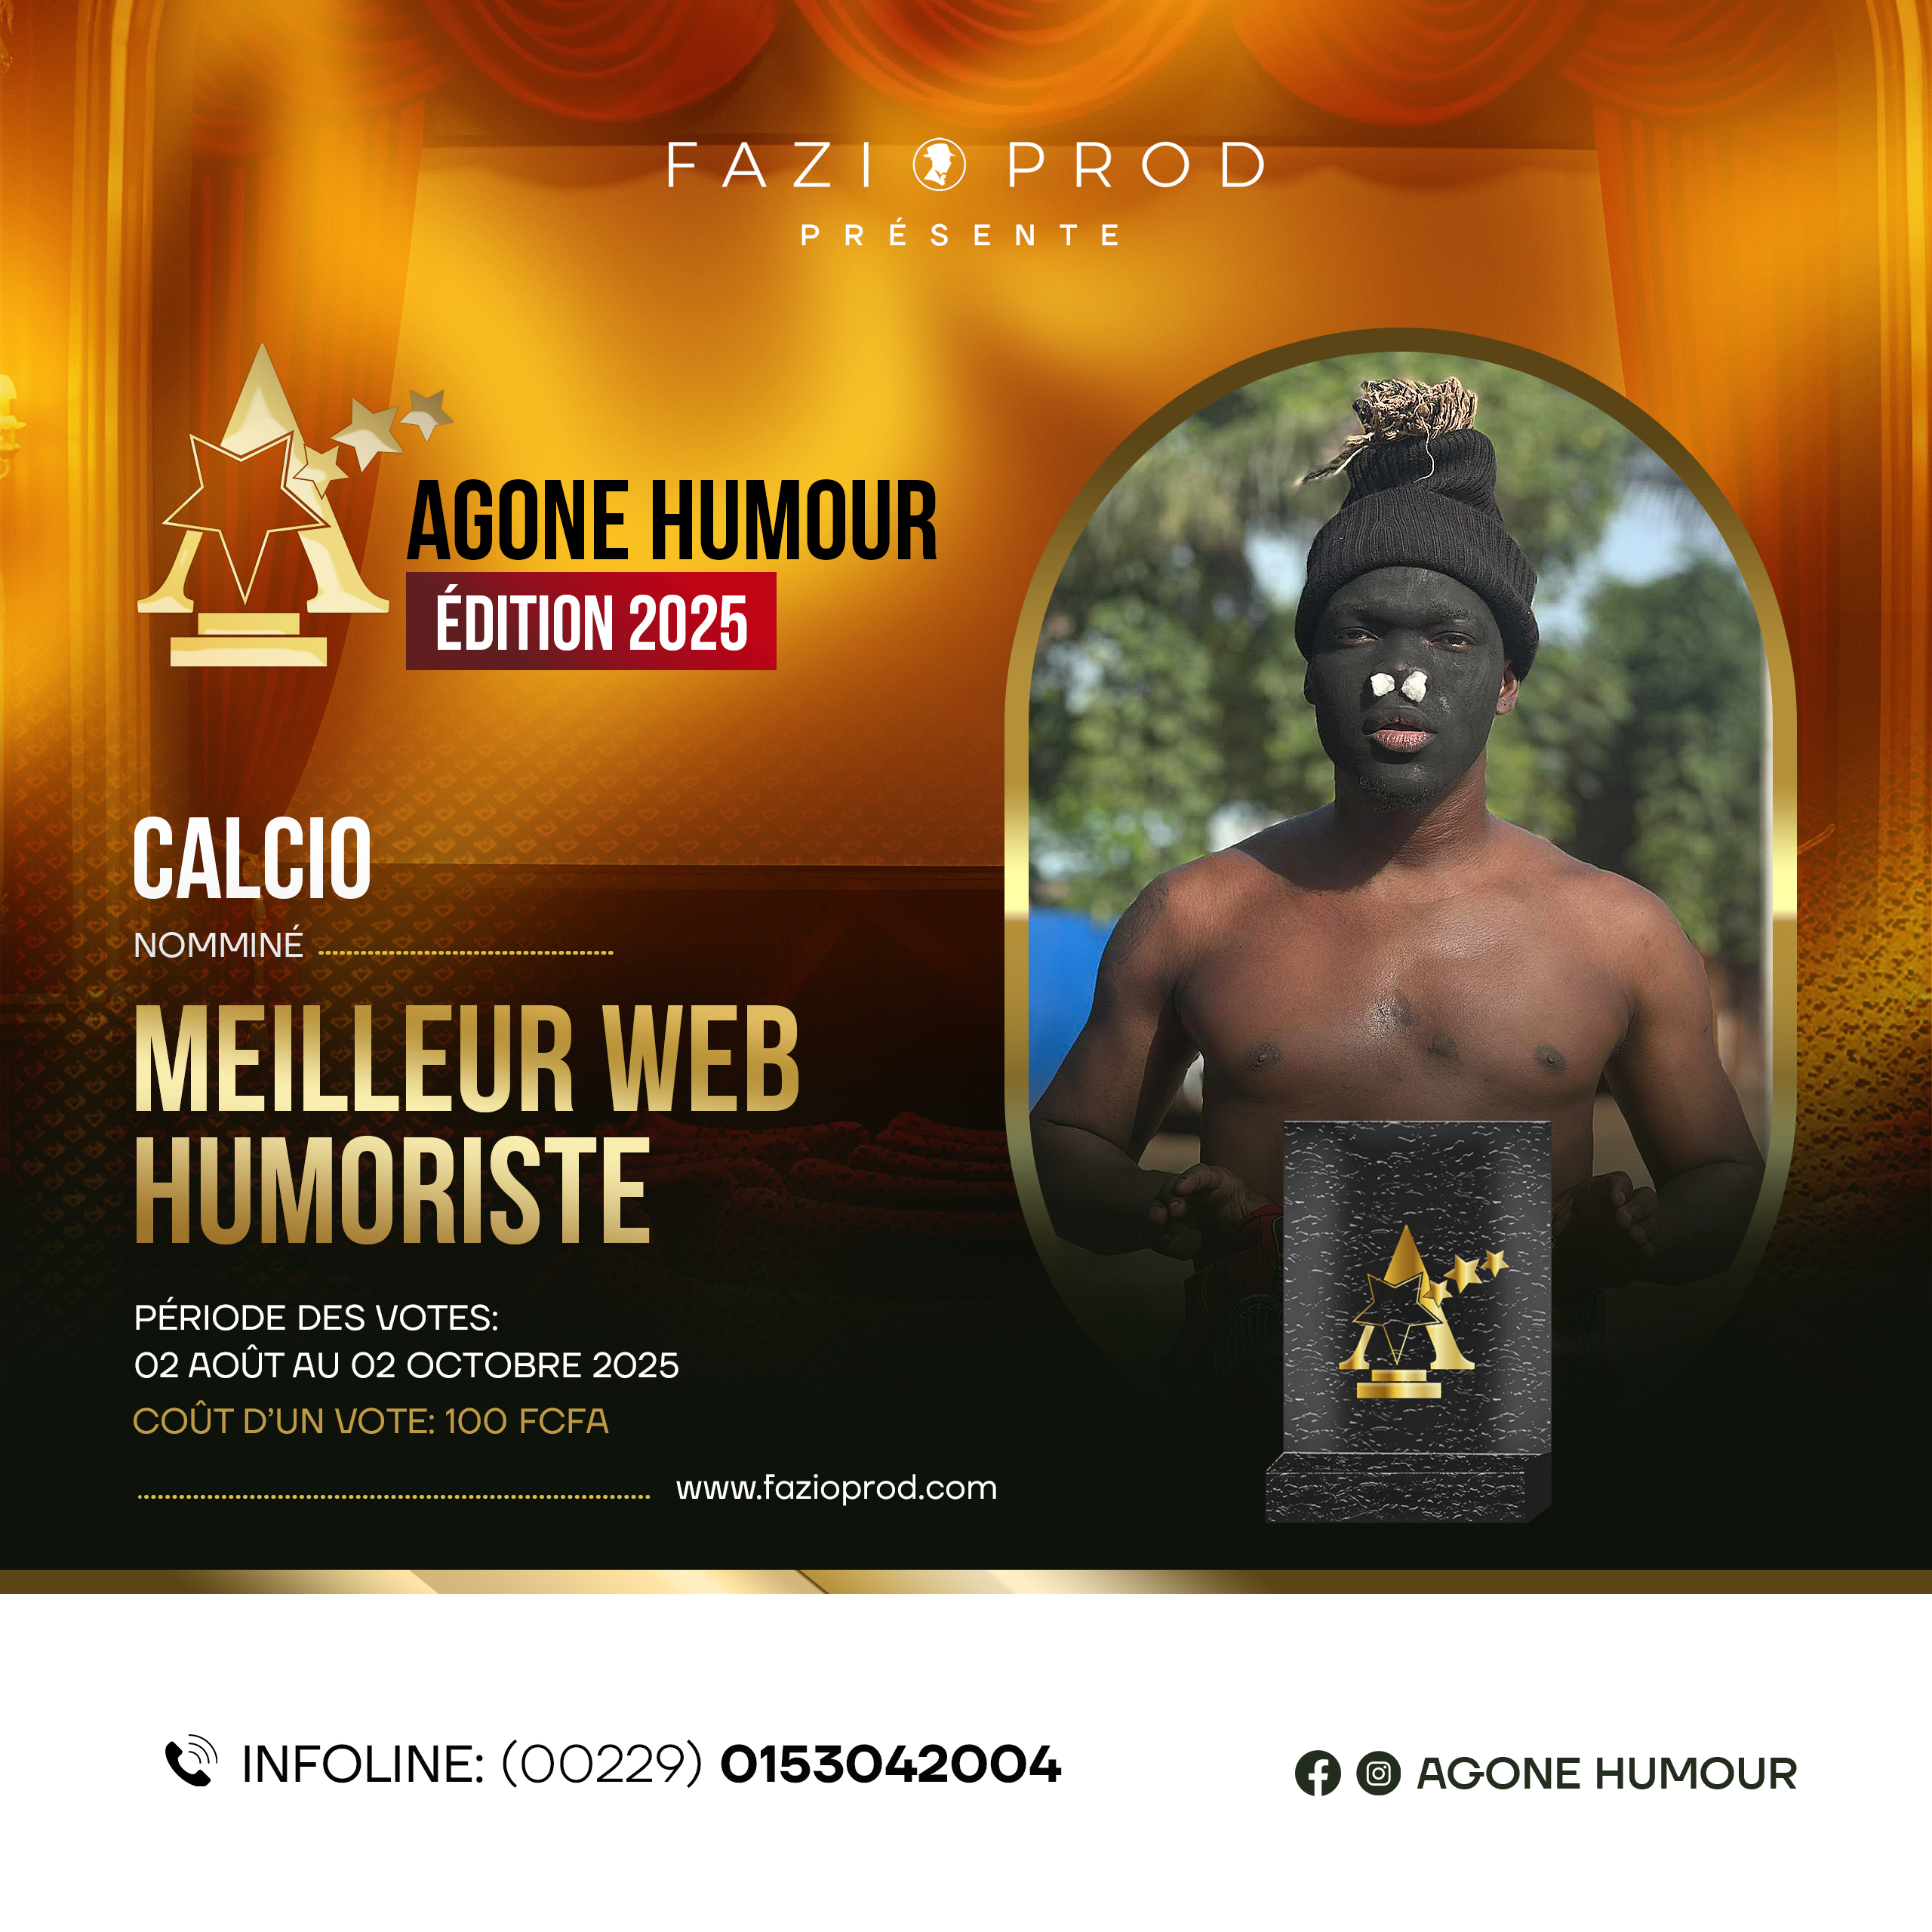 FAZIO PROD
PRÉSENTE
AGONE HUMOUR
ÉDITION 2025
CALCIO
NOMMINÉ
MEILLEUR WEB
HUMORISTE
PÉRIODE DES VOTES:
02 AOÛT AU 02 OCTOBRE 2025
COÛT D'UN VOTE: 100 FCFA
www.fazioprod.com
INFOLINE: (00229) 0153042004
AGONE HUMOUR